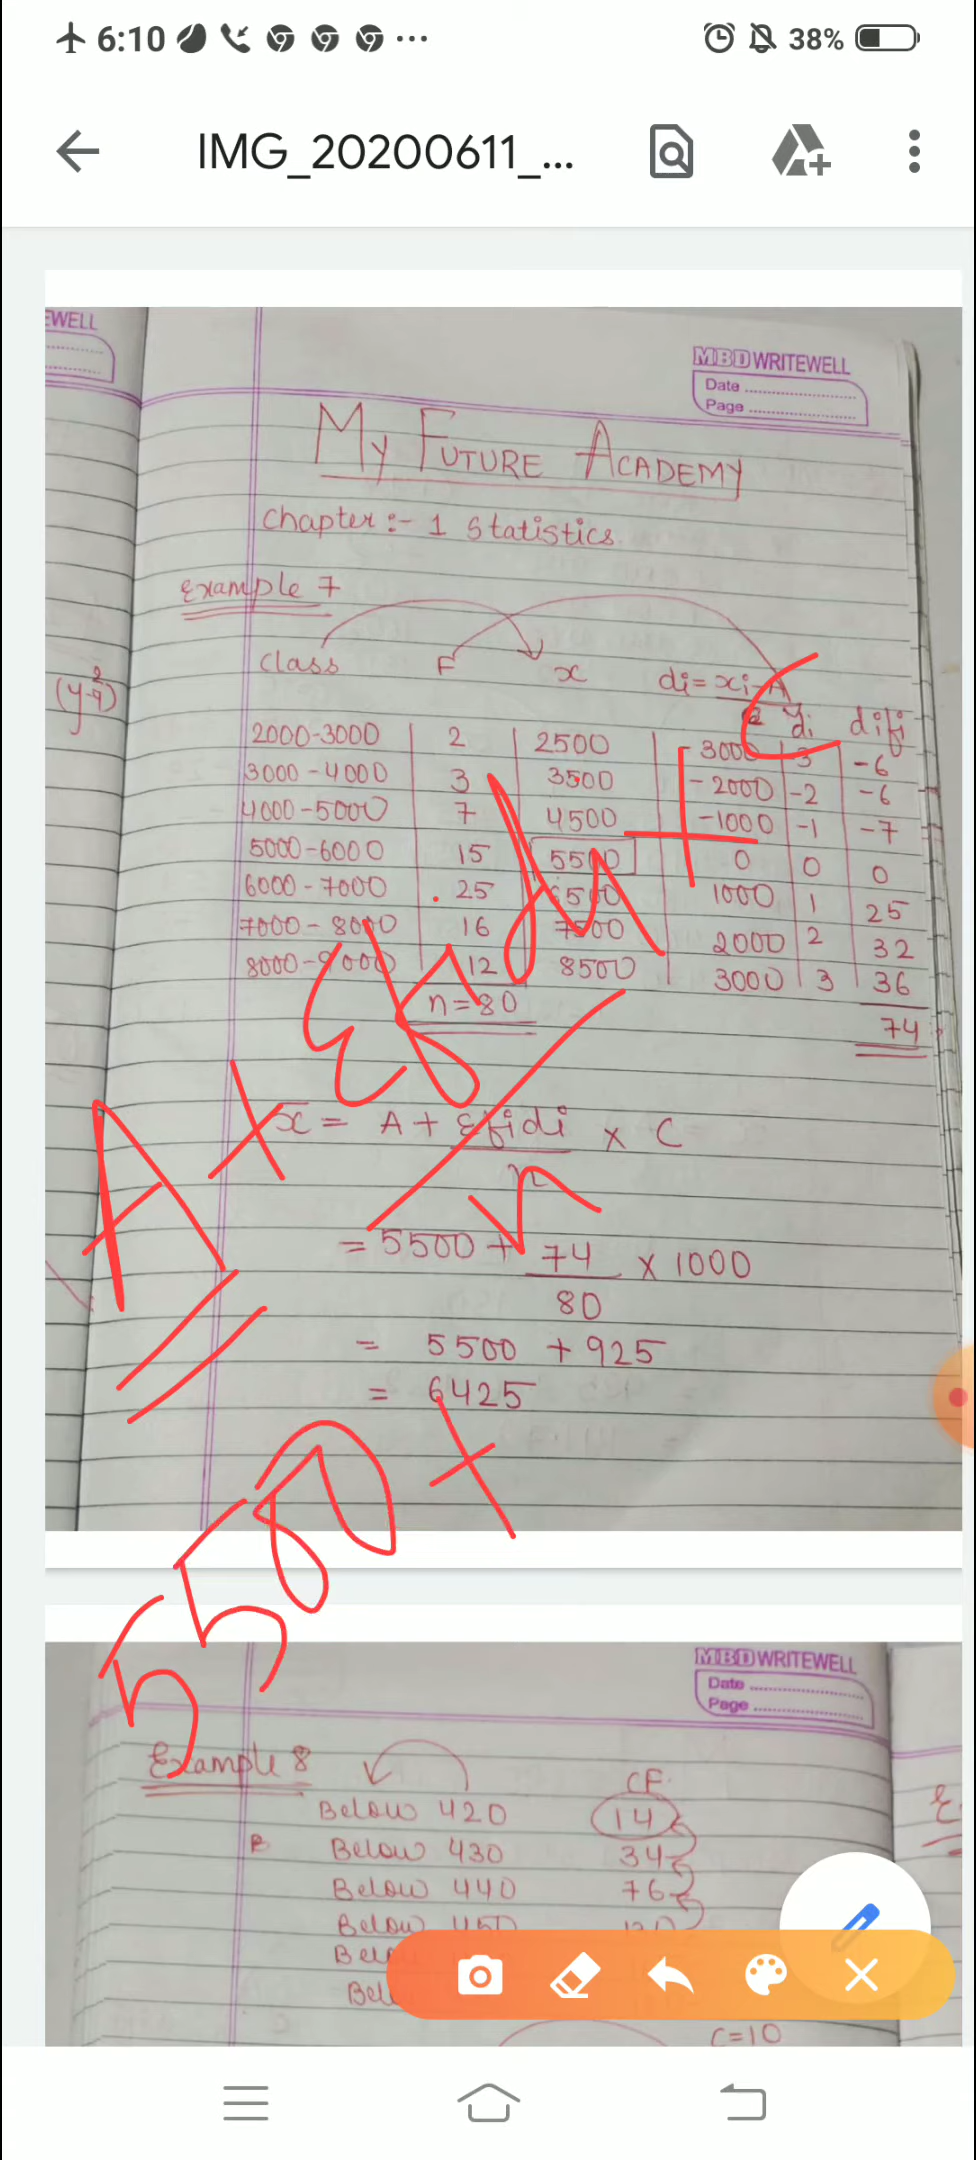 6:10 ... 38%
IMG_20200611_...
EWELL
MBD WRITEWELL
Date
Page
MY FUTURE ACADEMY
Chapter :- 1 Statistics.
Example 7
class F x di = xi-A
di difi
2000-3000 2 2500 -3000 -3 -6
3000-4000 3 3500 -2000 -2 -6
4000-5000 7 4500 -1000 -1 -7
5000-6000 15 5500 0 0 0
6000-7000 25 6500 1000 1 25
7000-8000 16 7500 2000 2 32
8000-9000 12 8500 3000 3 36
n=80 74
A + Σfidi
n
x̄ = A + Σfidi × C
n
= 5500 + 74 × 1000
80
= 5500 + 925
= 6425
5500 +
MBD WRITEWELL
Date
Page
Example 8
CF
Below 420 14
Below 430 34
Below 440 76
Below
C=10